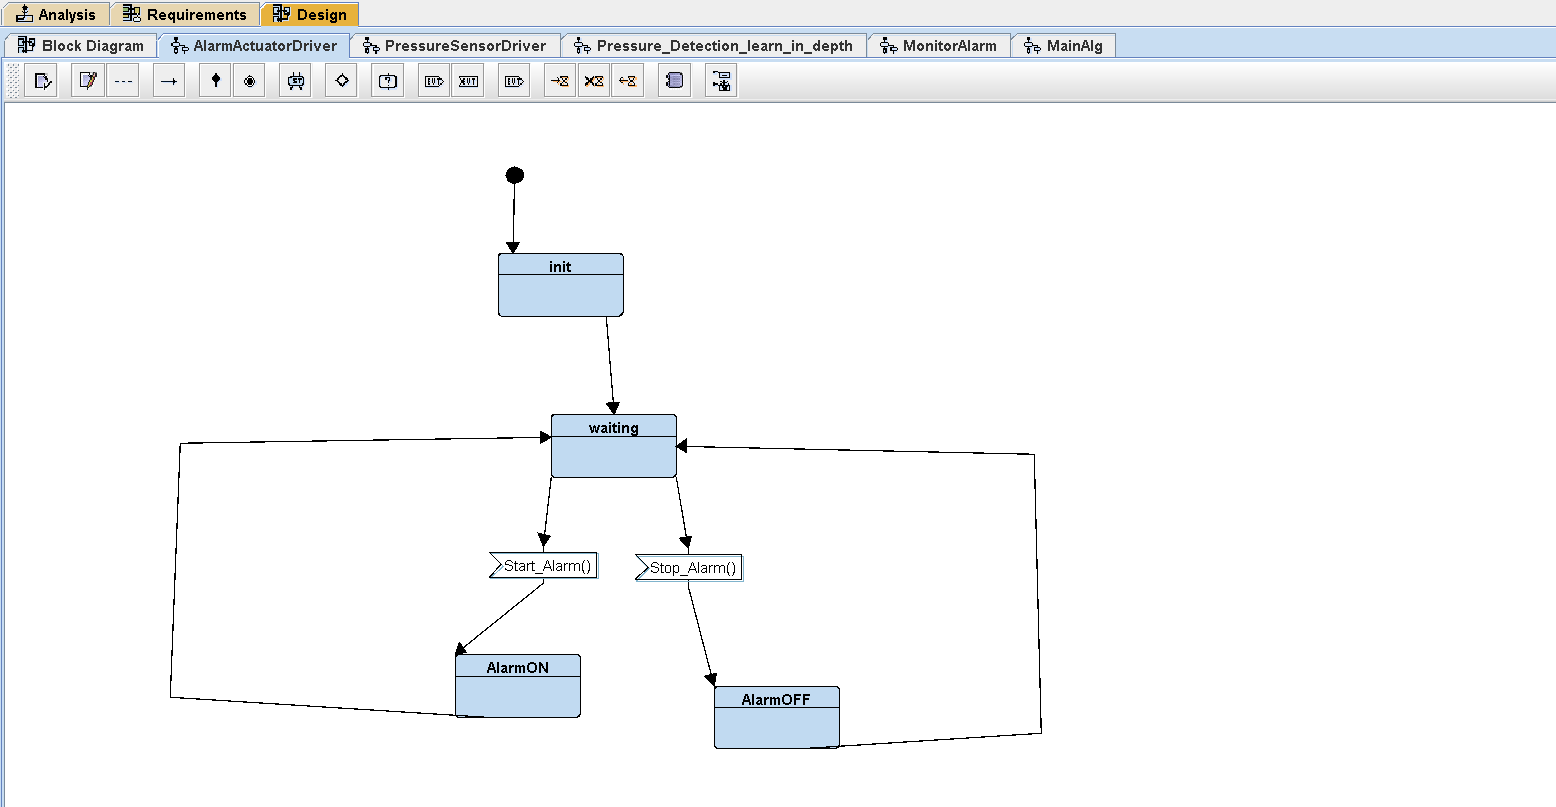 Analysis Requirements Design
Block Diagram AlarmActuatorDriver PressureSensorDriver Pressure_Detection_learn_in_depth MonitorAlarm MainAlg
init
waiting
Start_Alarm() Stop_Alarm()
AlarmON
AlarmOFF